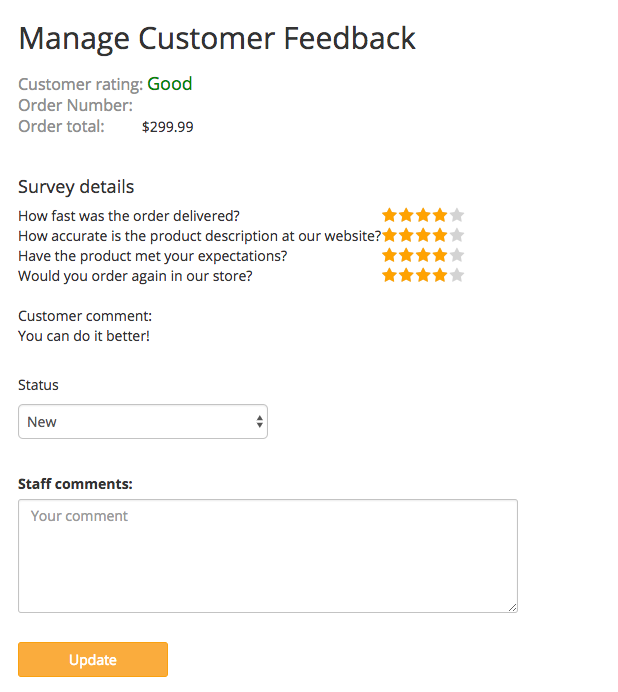 Manage Customer Feedback
Customer rating: Good
Order Number:
Order total: $299.99
Survey details
How fast was the order delivered?
How accurate is the product description at our website?
Have the product met your expectations?
Would you order again in our store?
Customer comment:
You can do it better!
Status
New
Staff comments:
Your comment
Update